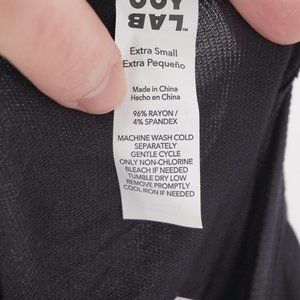 LAB
YOO
Extra Small
Extra Pequeño
Made in China
Hecho en China
96% RAYON /
4% SPANDEX
MACHINE WASH COLD
SEPARATELY
GENTLE CYCLE
ONLY NON-CHLORINE
BLEACH IF NEEDED
TUMBLE DRY LOW
REMOVE PROMPTLY
COOL IRON IF NEEDED